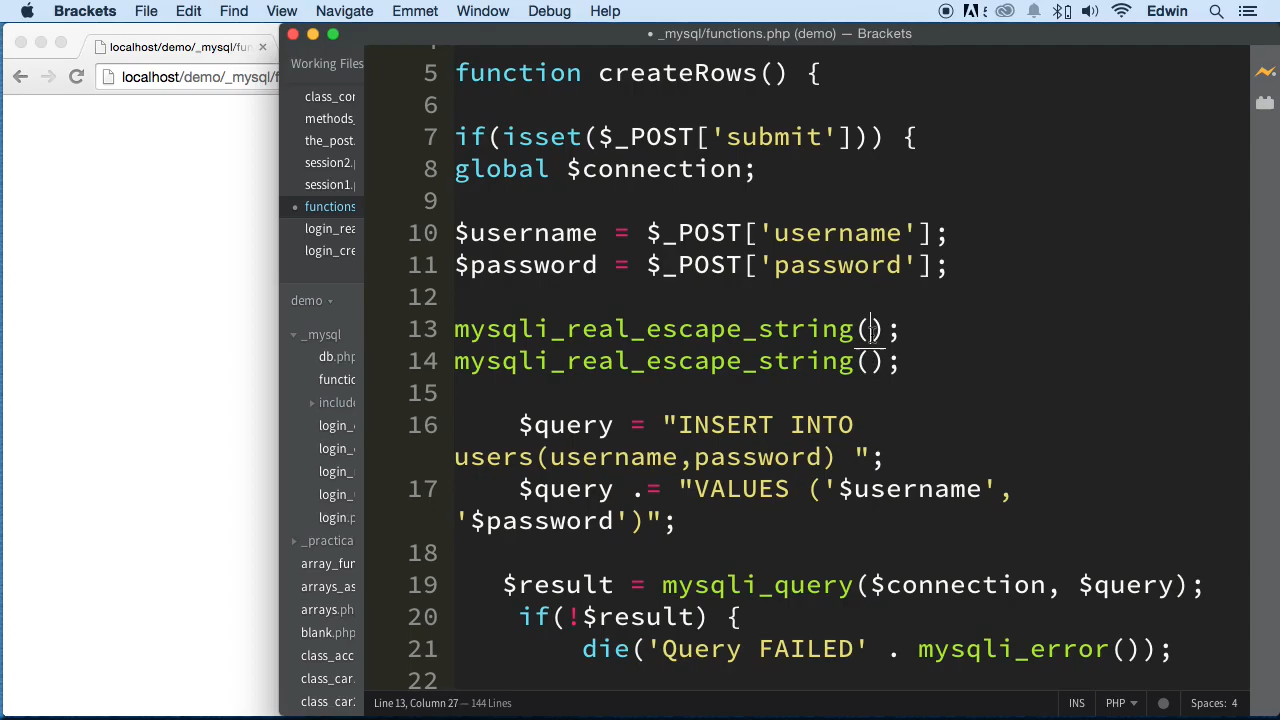 Brackets File Edit Find View Navigate Emmet Window Debug Help 5 Edwin
localhost/demo/_mysql/fun
localhost/demo/_mysql/f
• _mysql/functions.php (demo) — Brackets
Working Files
class_cor
methods_
the_post.
session2.
session1.p
functions
login_rea
login_cre
demo
_mysql
db.php
functio
include
login_
login_
login_
login_
login.p
_practica
array_fun
arrays_as
arrays.ph
blank.php
class_acc
class_car.
class_car2
4
5 function createRows() {
6
7 if(isset($_POST['submit'])) {
8 global $connection;
9
10 $username = $_POST['username'];
11 $password = $_POST['password'];
12
13 mysqli_real_escape_string();
14 mysqli_real_escape_string();
15
16 $query = "INSERT INTO
users(username,password) ";
17 $query .= "VALUES ('$username',
'$password')";
18
19 $result = mysqli_query($connection, $query);
20 if(!$result) {
21 die('Query FAILED' . mysqli_error());
22
Line 13, Column 27 — 144 Lines
INS PHP Spaces: 4